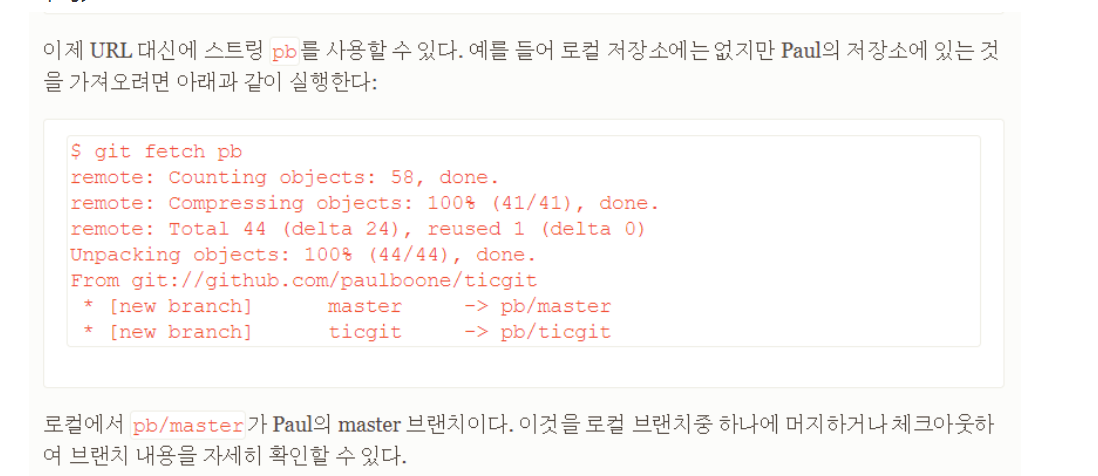 이제 URL 대신에 스트링 pb 를 사용할 수 있다. 예를 들어 로컬 저장소에는 없지만 Paul의 저장소에 있는 것
을 가져오려면 아래과 같이 실행한다:
$ git fetch pb
remote: Counting objects: 58, done.
remote: Compressing objects: 100% (41/41), done.
remote: Total 44 (delta 24), reused 1 (delta 0)
Unpacking objects: 100% (44/44), done.
From git://github.com/paulboone/ticgit
 * [new branch]      master     -> pb/master
 * [new branch]      ticgit     -> pb/ticgit
로컬에서 pb/master 가 Paul의 master 브랜치이다. 이것을 로컬 브랜치중 하나에 머지하거나 체크아웃하
여 브랜치 내용을 자세히 확인할 수 있다.